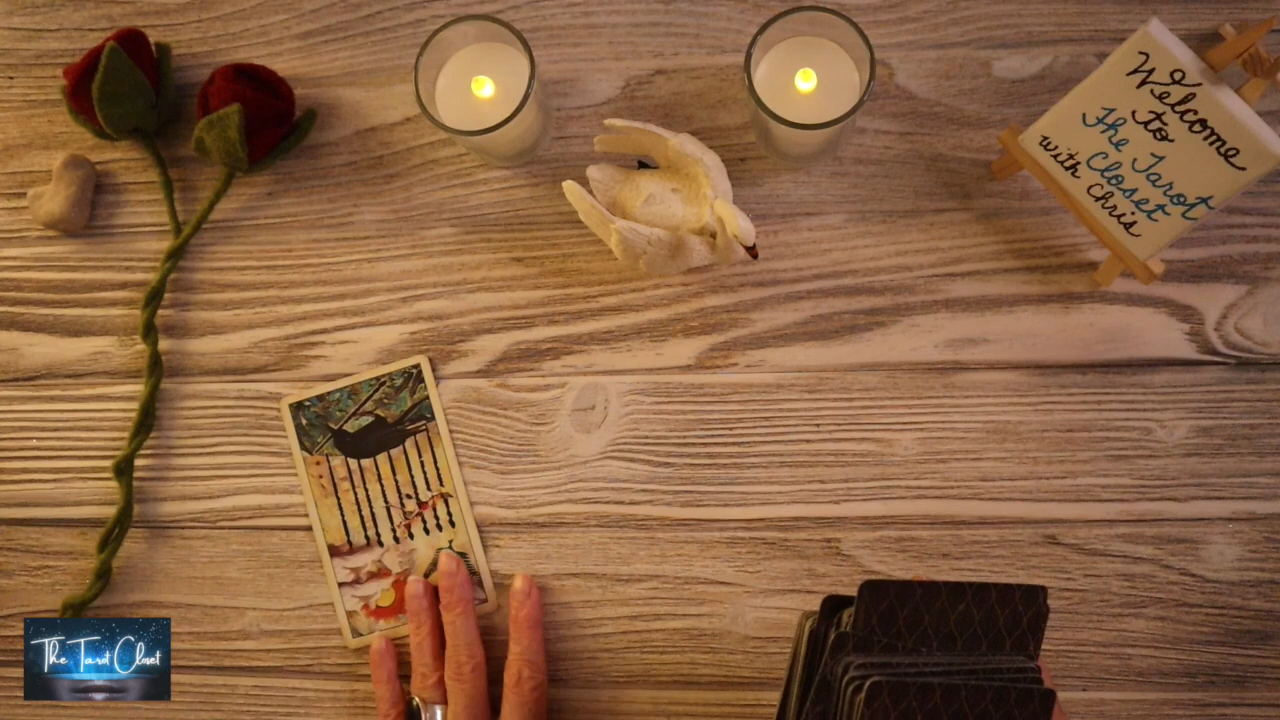 Welcome
to
The Tarot
Closet
with Chris
The Tarot Closet